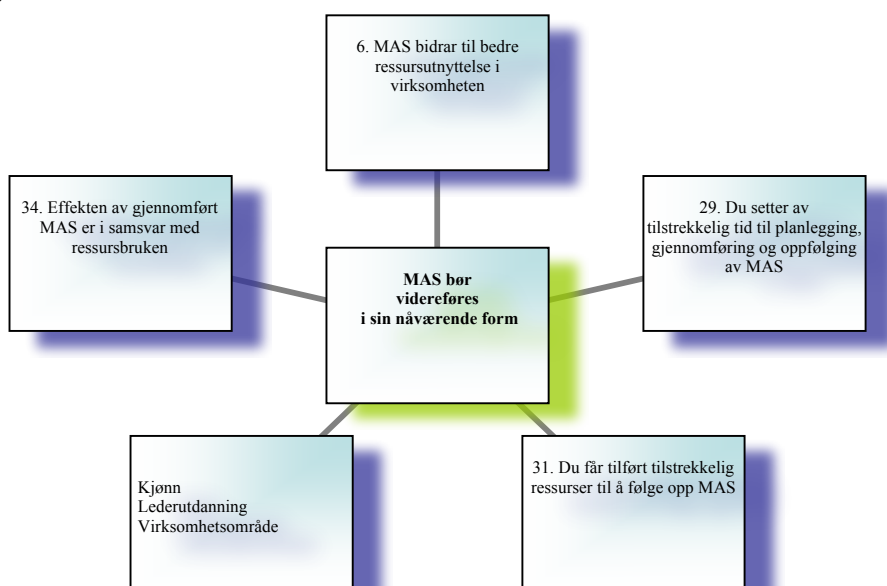 6. MAS bidrar til bedre
ressursutnyttelse i
virksomheten
34. Effekten av gjennomført
MAS er i samsvar med
ressursbruken
29. Du setter av
tilstrekkelig tid til planlegging,
gjennomføring og oppfølging
av MAS
MAS bør
videreføres
i sin nåværende form
Kjønn
Lederutdanning
Virksomhetsområde
31. Du får tilført tilstrekkelig
ressurser til å følge opp MAS